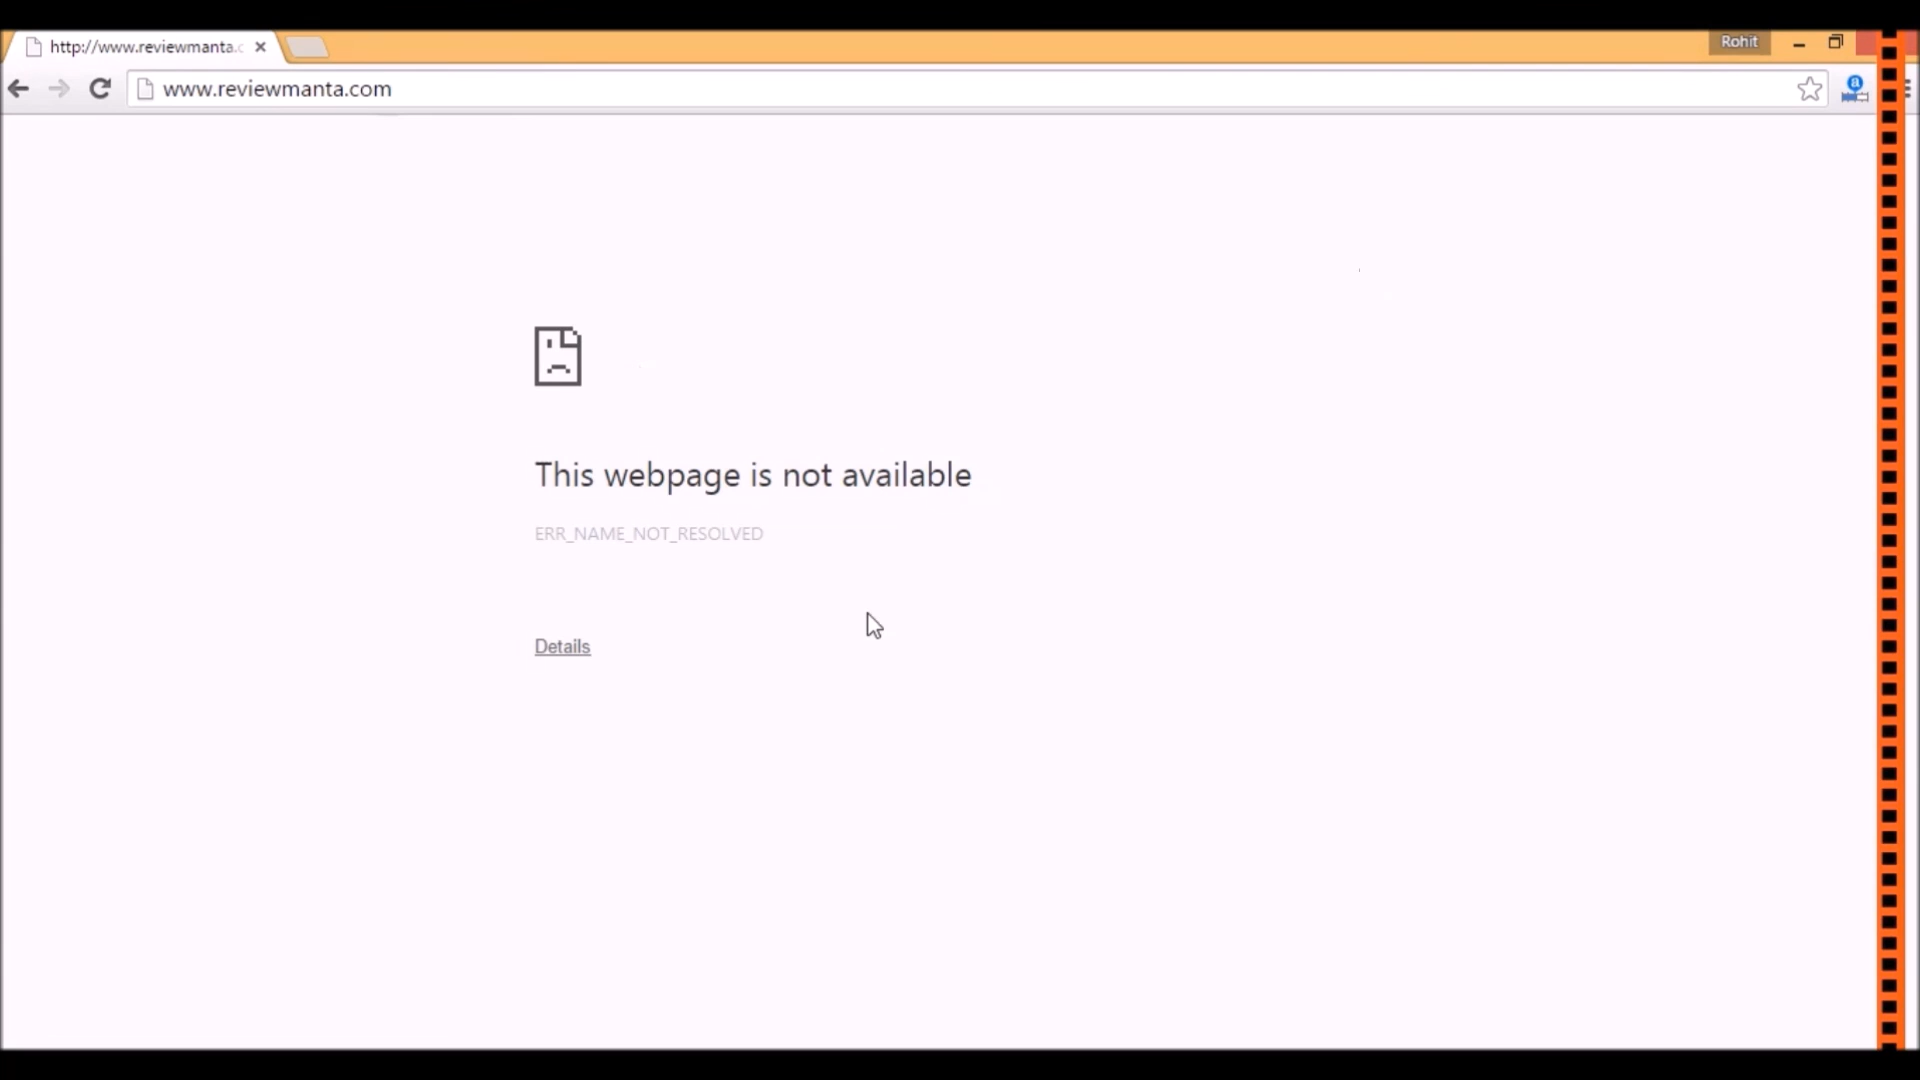 http://www.reviewmanta.c
Rohit
www.reviewmanta.com
a
This webpage is not available
ERR_NAME_NOT_RESOLVED
Details